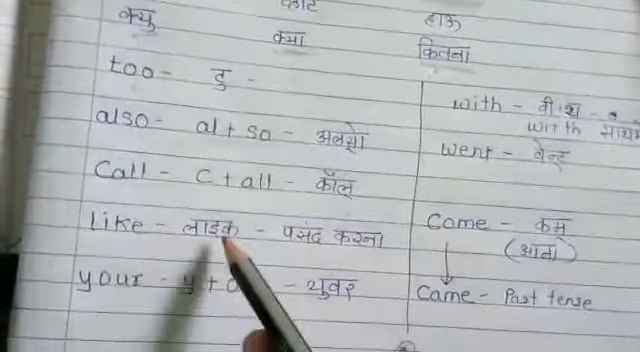 क्यु हाऊ
क्या कितना
too - टु -
also - al + so - अलसो
Call - C + all - कॉल
Like - लाइक - पसंद करना
your - y + o - युवर
with -
with
went - वेन्ट
Come - कम
(आना)
Came - Past tense